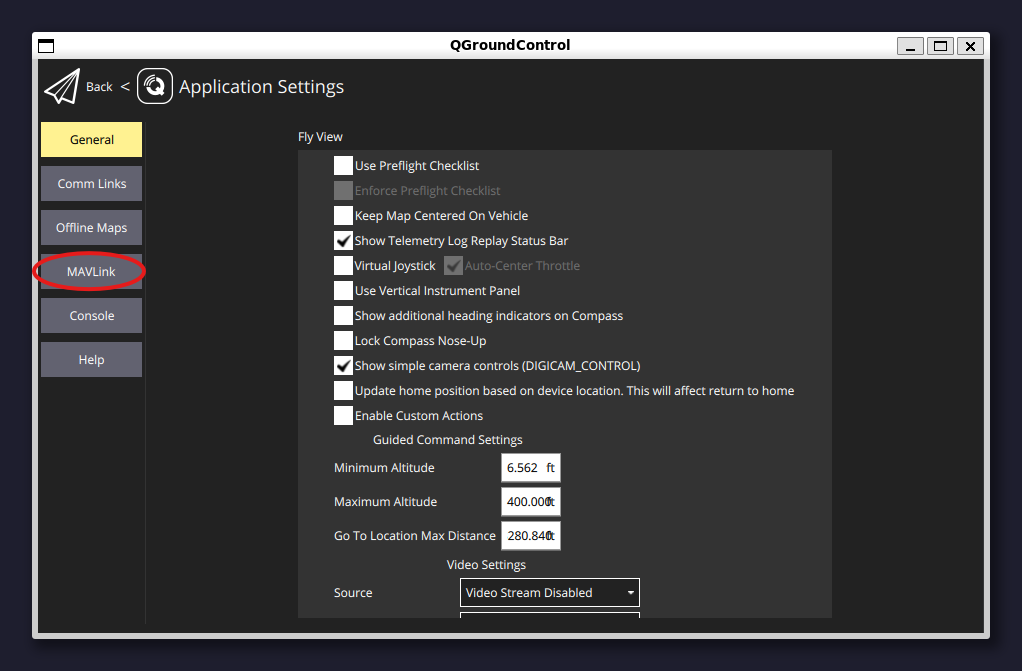 QGroundControl
Back < Application Settings
General
Comm Links
Offline Maps
MAVLink
Console
Help
Fly View
Use Preflight Checklist
Enforce Preflight Checklist
Keep Map Centered On Vehicle
Show Telemetry Log Replay Status Bar
Virtual Joystick Auto-Center Throttle
Use Vertical Instrument Panel
Show additional heading indicators on Compass
Lock Compass Nose-Up
Show simple camera controls (DIGICAM_CONTROL)
Update home position based on device location. This will affect return to home
Enable Custom Actions
Guided Command Settings
Minimum Altitude 6.562 ft
Maximum Altitude 400.000 ft
Go To Location Max Distance 280.840 ft
Video Settings
Source Video Stream Disabled